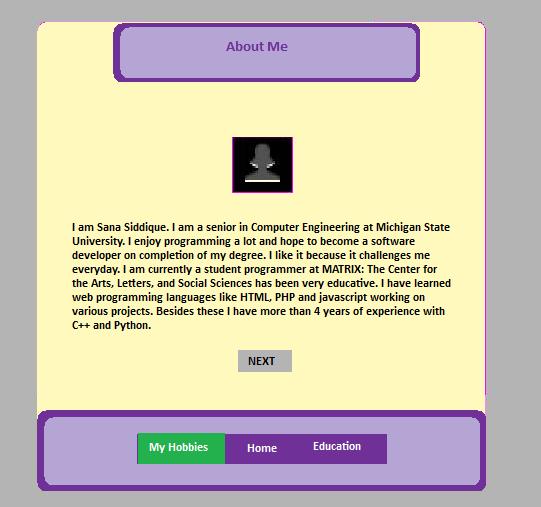 About Me
I am Sana Siddique. I am a senior in Computer Engineering at Michigan State
University. I enjoy programming a lot and hope to become a software
developer on completion of my degree. I like it because it challenges me
everyday. I am currently a student programmer at MATRIX: The Center for
the Arts, Letters, and Social Sciences has been very educative. I have learned
web programming languages like HTML, PHP and javascript working on
various projects. Besides these I have more than 4 years of experience with
C++ and Python.
NEXT
My Hobbies Home Education